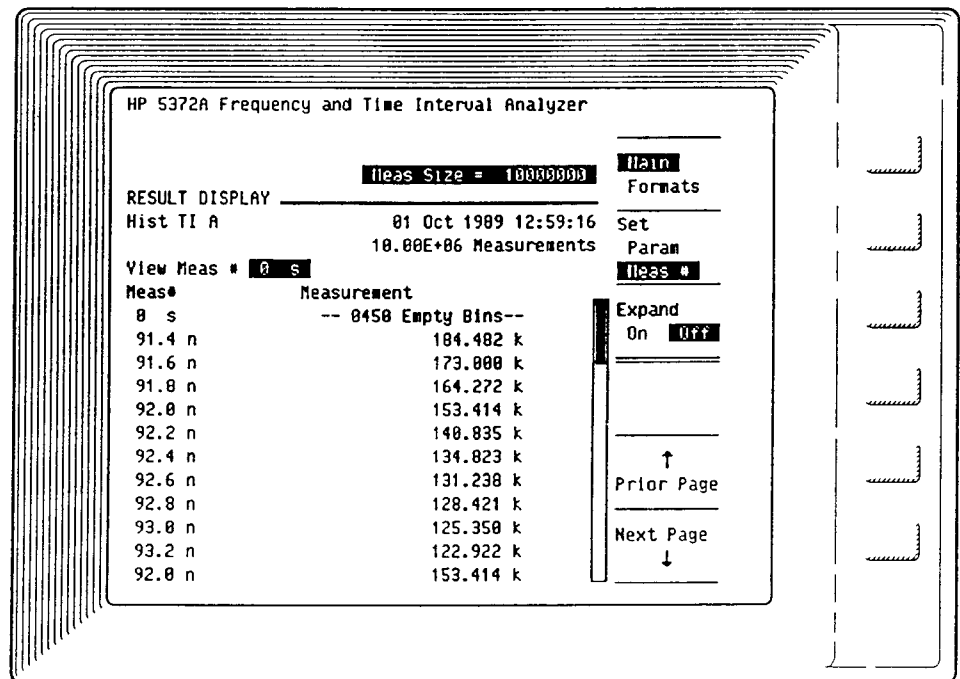 HP 5372A Frequency and Time Interval Analyzer
Meas Size = 10000000
RESULT DISPLAY
Hist TI A 01 Oct 1989 12:59:16
10.00E+06 Measurements
View Meas # 0 s
Meas# Measurement
0 s -- 0450 Empty Bins--
91.4 n 184.482 k
91.6 n 173.000 k
91.8 n 164.272 k
92.0 n 153.414 k
92.2 n 140.835 k
92.4 n 134.823 k
92.6 n 131.238 k
92.8 n 128.421 k
93.0 n 125.350 k
93.2 n 122.922 k
92.0 n 153.414 k
Main
Formats
Set
Param
Meas #
Expand
On Off
↑
Prior Page
Next Page
↓